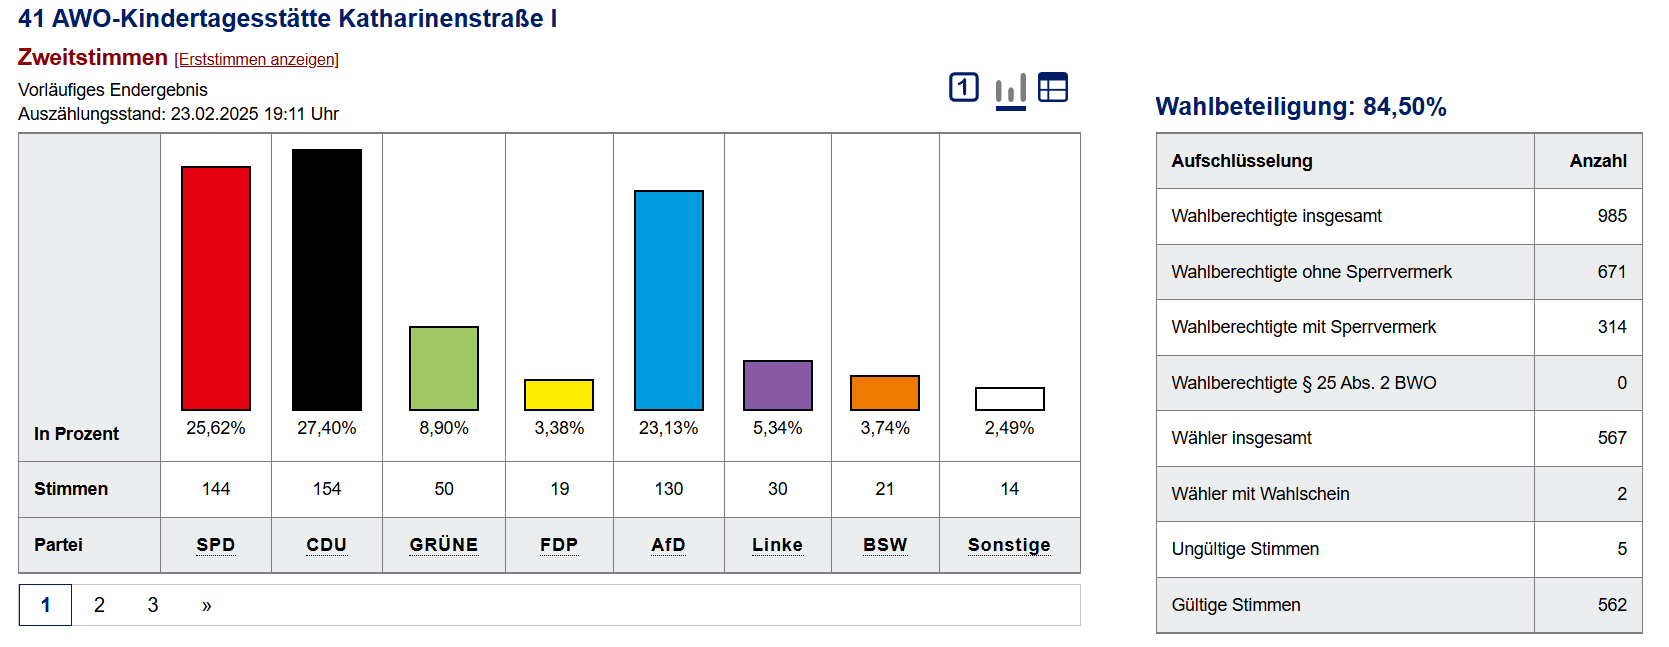 41 AWO-Kindertagesstätte Katharinenstraße I
Zweitstimmen [Erststimmen anzeigen]
Vorläufiges Endergebnis
Auszählungsstand: 23.02.2025 19:11 Uhr
1
In Prozent 25,62% 27,40% 8,90% 3,38% 23,13% 5,34% 3,74% 2,49%
Stimmen 144 154 50 19 130 30 21 14
Partei SPD CDU GRÜNE FDP AfD Linke BSW Sonstige
1 2 3 »
Wahlbeteiligung: 84,50%
Aufschlüsselung Anzahl
Wahlberechtigte insgesamt 985
Wahlberechtigte ohne Sperrvermerk 671
Wahlberechtigte mit Sperrvermerk 314
Wahlberechtigte § 25 Abs. 2 BWO 0
Wähler insgesamt 567
Wähler mit Wahlschein 2
Ungültige Stimmen 5
Gültige Stimmen 562